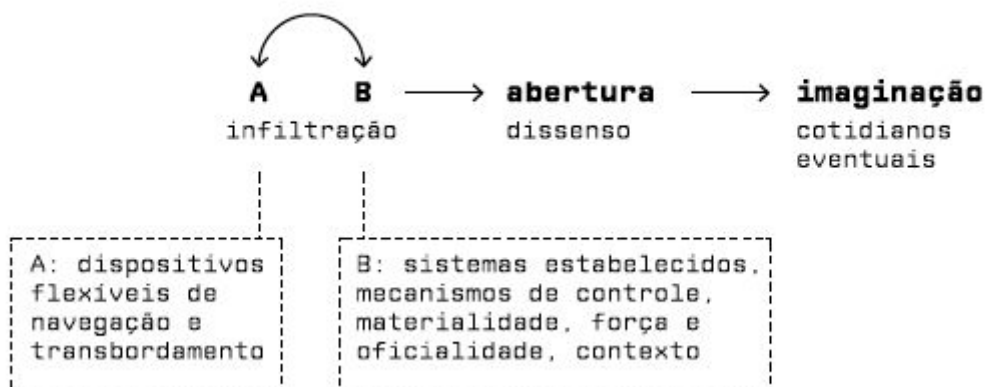 A B abertura imaginação
infiltração dissenso cotidianos
eventuais
A: dispositivos
flexíveis de
navegação e
transbordamento
B: sistemas estabelecidos,
mecanismos de controle,
materialidade, força e
oficialidade, contexto